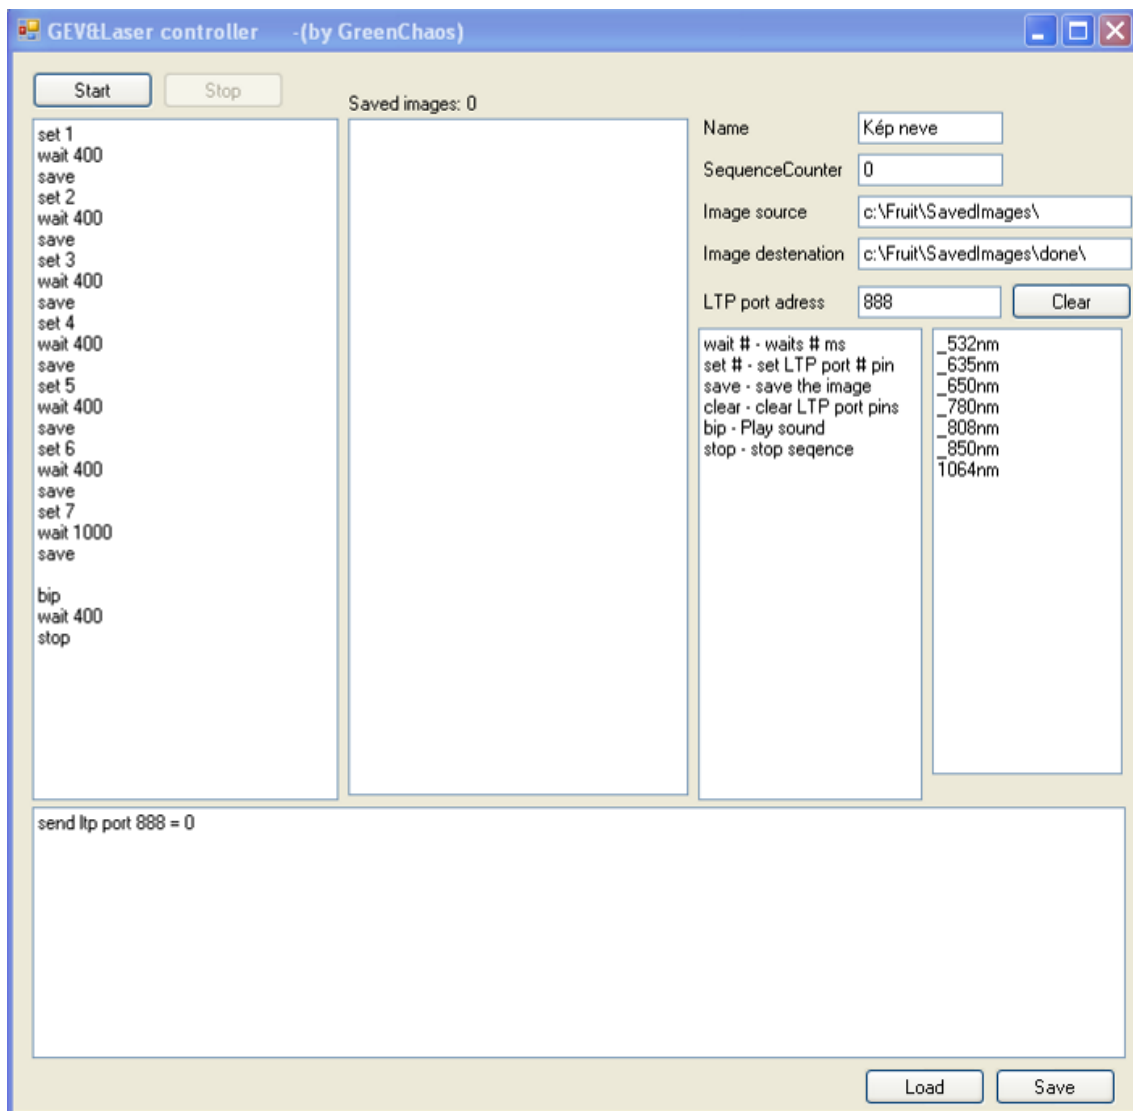 GEV&Laser controller -(by GreenChaos)
Start
Stop
Saved images: 0
set 1
wait 400
save
set 2
wait 400
save
set 3
wait 400
save
set 4
wait 400
save
set 5
wait 400
save
set 6
wait 400
save
set 7
wait 1000
save
bip
wait 400
stop
Name
Kép neve
SequenceCounter
0
Image source
c:\Fruit\SavedImages\
Image destenation
c:\Fruit\SavedImages\done\
LTP port adress
888
Clear
wait # - waits # ms
set # - set LTP port # pin
save - save the image
clear - clear LTP port pins
bip - Play sound
stop - stop seqence
_532nm
_635nm
_650nm
_780nm
_808nm
_850nm
1064nm
send ltp port 888 = 0
Load
Save